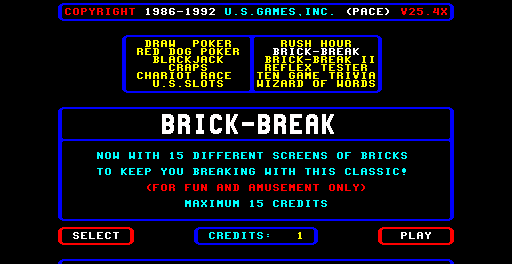 COPYRIGHT 1986-1992 U.S.GAMES,INC. (PACE) V25.4X
DRAW POKER
RED DOG POKER
BLACKJACK
CRAPS
CHARIOT RACE
U.S.SLOTS
RUSH HOUR
BRICK-BREAK
BRICK-BREAK II
REFLEX TESTER
TEN GAME TRIVIA
WIZARD OF WORDS
BRICK-BREAK
NOW WITH 15 DIFFERENT SCREENS OF BRICKS
TO KEEP YOU BREAKING WITH THIS CLASSIC!
(FOR FUN AND AMUSEMENT ONLY)
MAXIMUM 15 CREDITS
SELECT
CREDITS: 1
PLAY